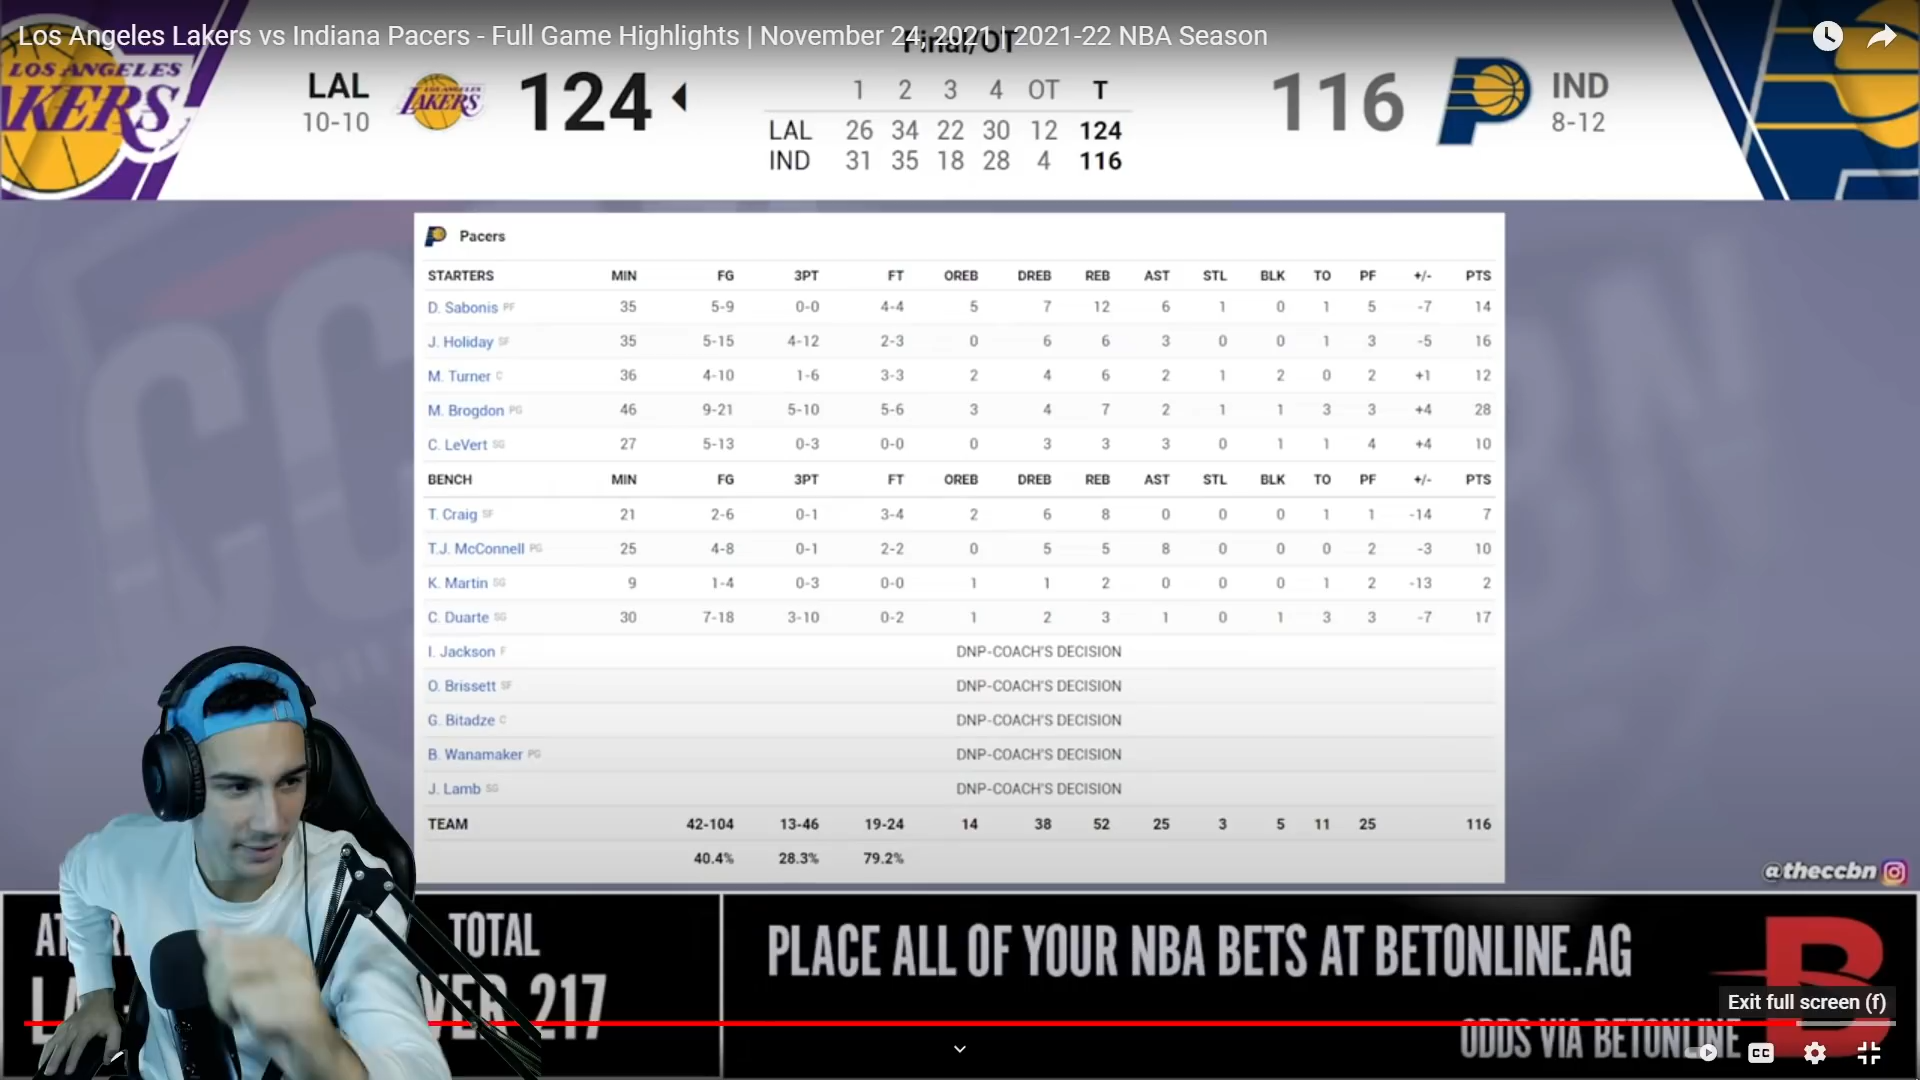 Los Angeles Lakers vs Indiana Pacers - Full Game Highlights | November 24, 2021 | 2021-22 NBA Season
Final/OT
LOS ANGELES
AKERS
LAL
10-10
LOS ANGELES
LAKERS
124
1 2 3 4 OT T
LAL 26 34 22 30 12 124
IND 31 35 18 28 4 116
116
IND
8-12
Pacers
STARTERS MIN FG 3PT FT OREB DREB REB AST STL BLK TO PF +/- PTS
D. Sabonis PF 35 5-9 0-0 4-4 5 7 12 6 1 0 1 5 -7 14
J. Holiday SF 35 5-15 4-12 2-3 0 6 6 3 0 0 1 3 -5 16
M. Turner C 36 4-10 1-6 3-3 2 4 6 2 1 2 0 2 +1 12
M. Brogdon PG 46 9-21 5-10 5-6 3 4 7 2 1 1 3 3 +4 28
C. LeVert SG 27 5-13 0-3 0-0 0 3 3 3 0 1 1 4 +4 10
BENCH MIN FG 3PT FT OREB DREB REB AST STL BLK TO PF +/- PTS
T. Craig SF 21 2-6 0-1 3-4 2 6 8 0 0 0 1 1 -14 7
T.J. McConnell PG 25 4-8 0-1 2-2 0 5 5 8 0 0 0 2 -3 10
K. Martin SG 9 1-4 0-3 0-0 1 1 2 0 0 0 1 2 -13 2
C. Duarte SG 30 7-18 3-10 0-2 1 2 3 1 0 1 3 3 -7 17
I. Jackson F DNP-COACH'S DECISION
O. Brissett SF DNP-COACH'S DECISION
G. Bitadze C DNP-COACH'S DECISION
B. Wanamaker PG DNP-COACH'S DECISION
J. Lamb SG DNP-COACH'S DECISION
TEAM 42-104 13-46 19-24 14 38 52 25 3 5 11 25 116
40.4% 28.3% 79.2%
@theccbn
TOTAL
VER 217
PLACE ALL OF YOUR NBA BETS AT BETONLINE.AG
B
Exit full screen (f)
ODDS VIA BETONLINE
CC